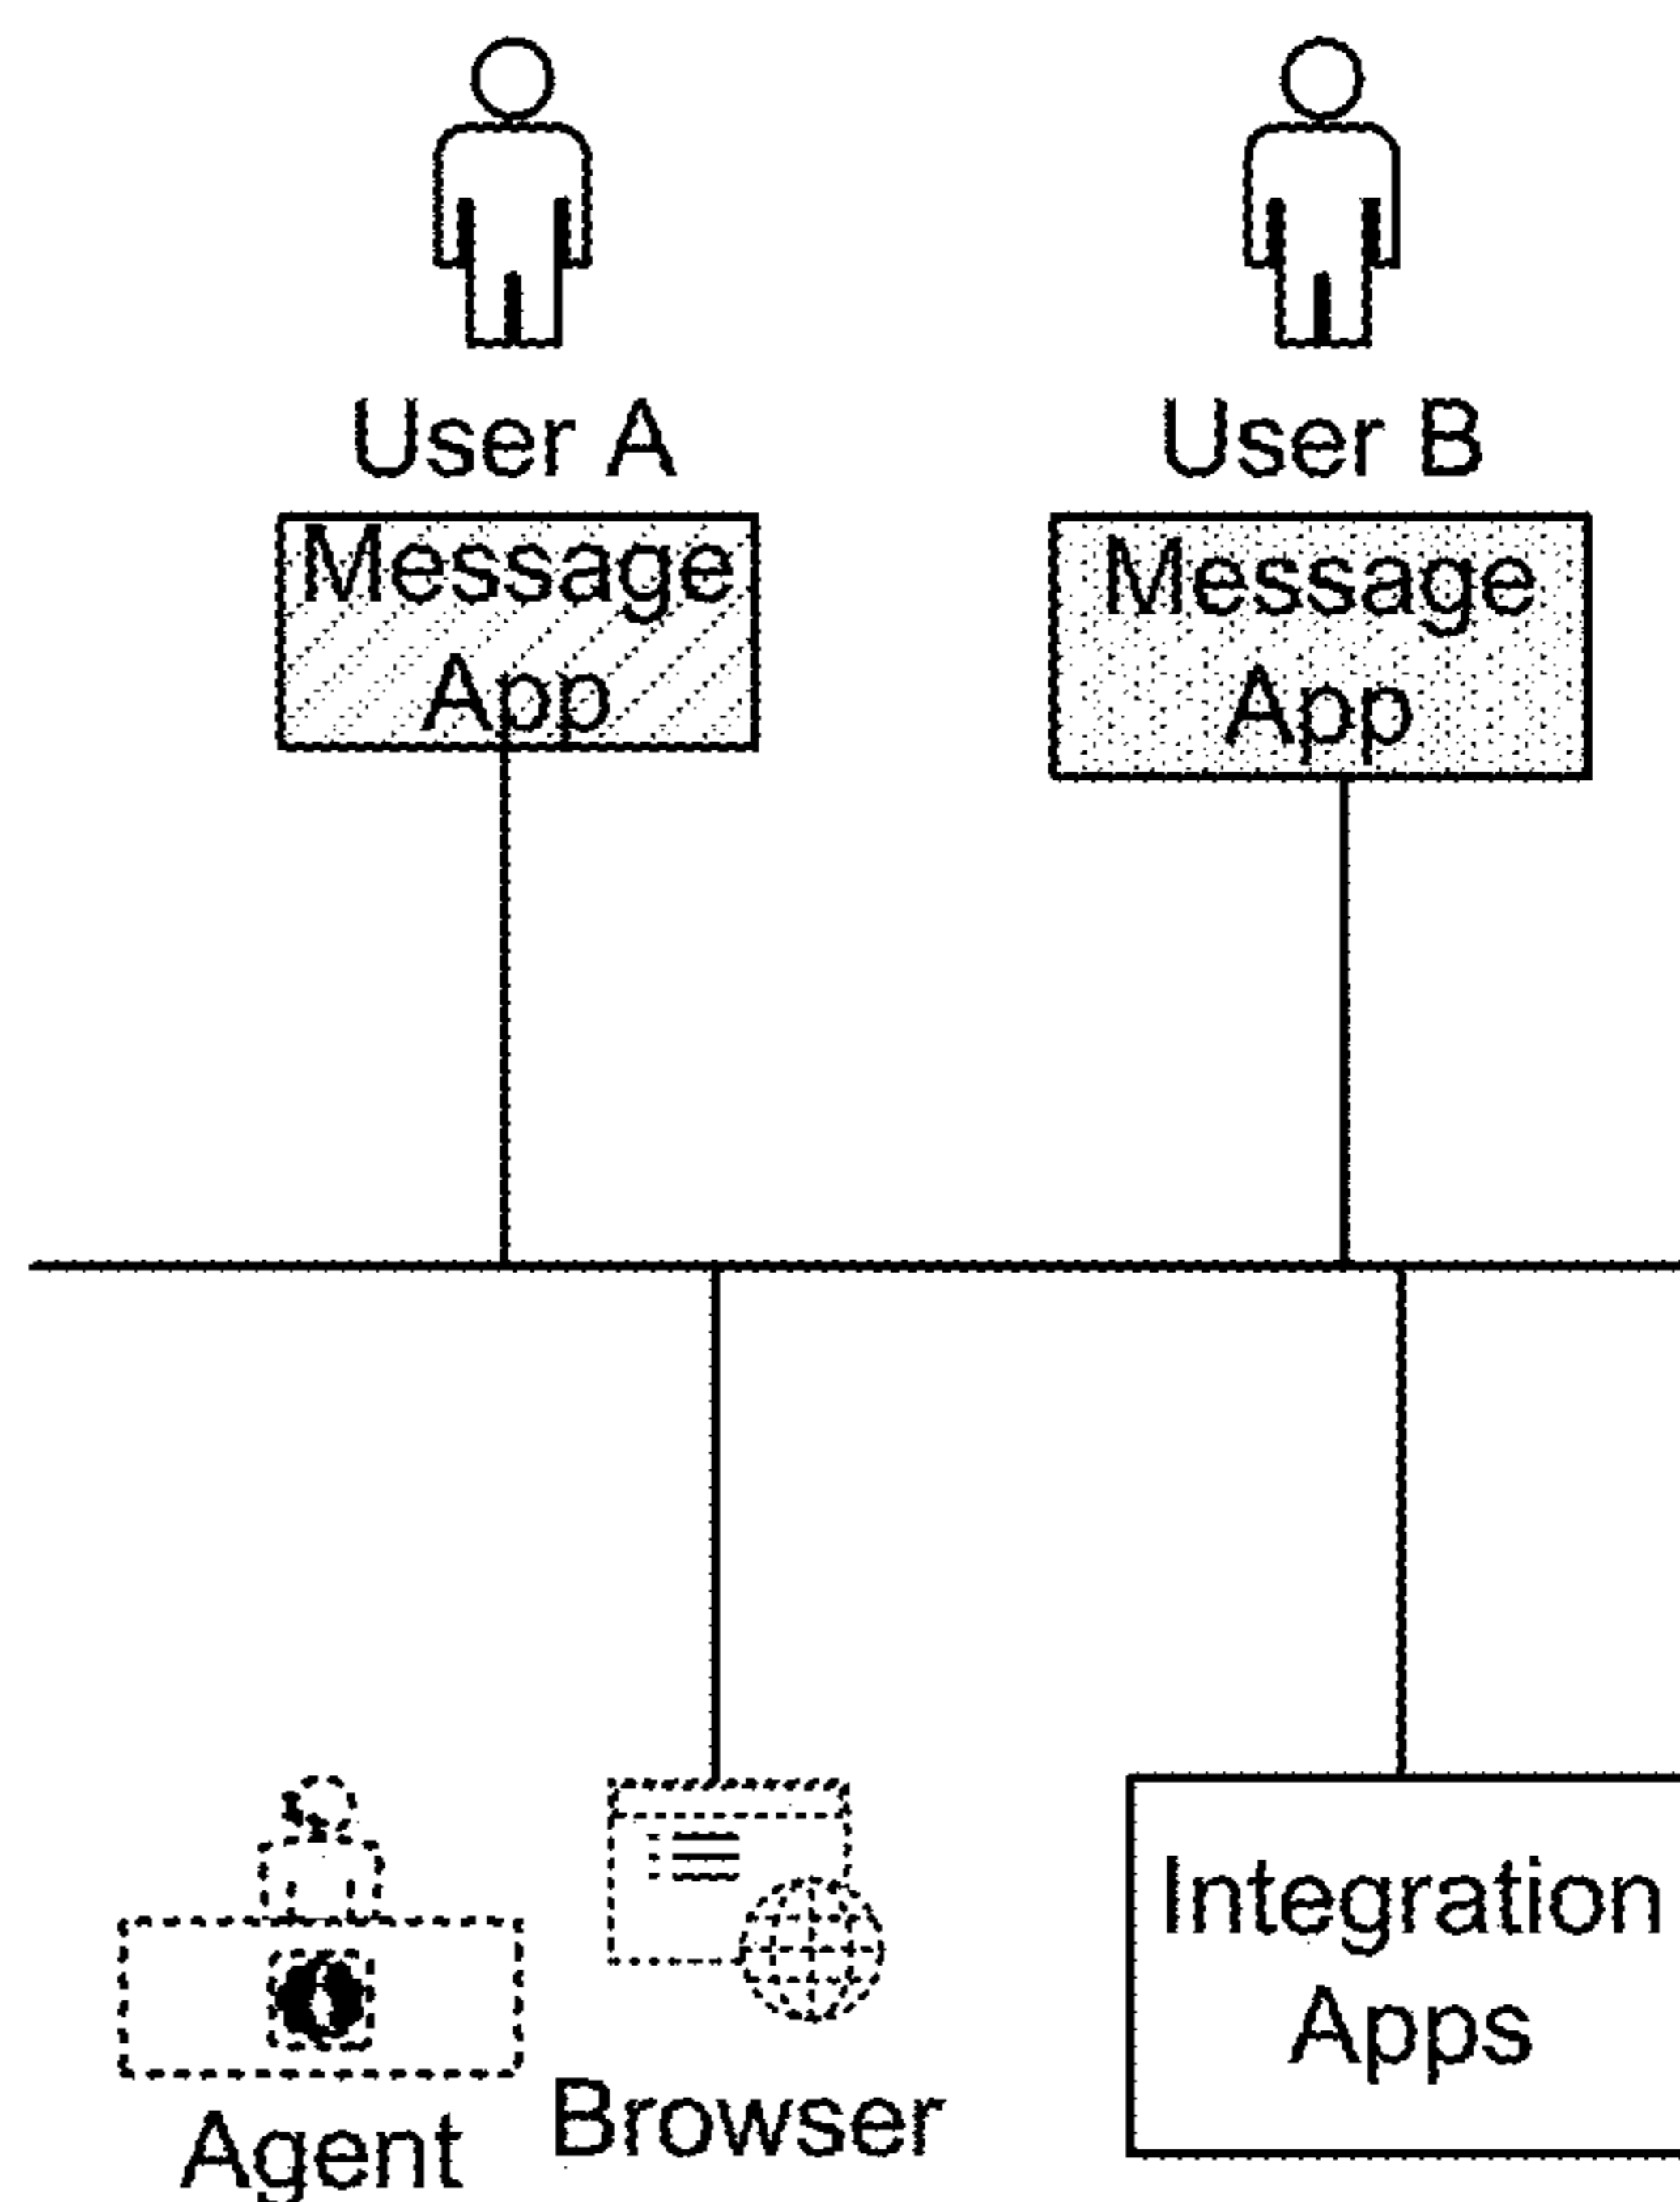 User A
User B
Message
App
Message
App
Integration
Apps
Browser
Agent